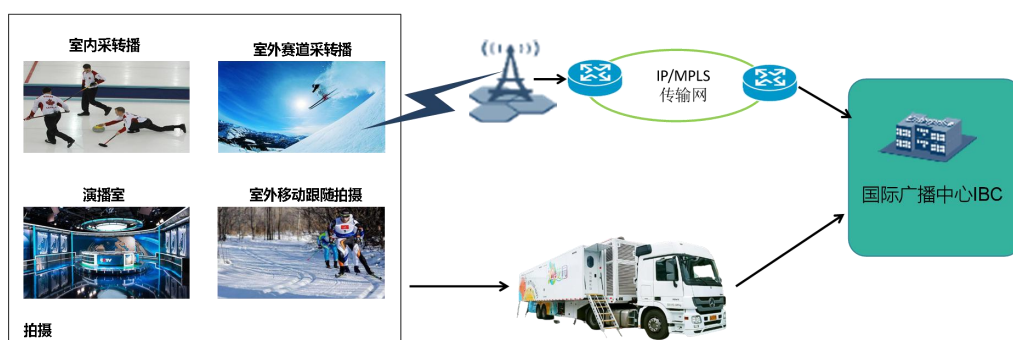 室内采转播
室外赛道采转播
IP/MPLS
传输网
国际广播中心IBC
演播室
室外移动跟随拍摄
拍摄